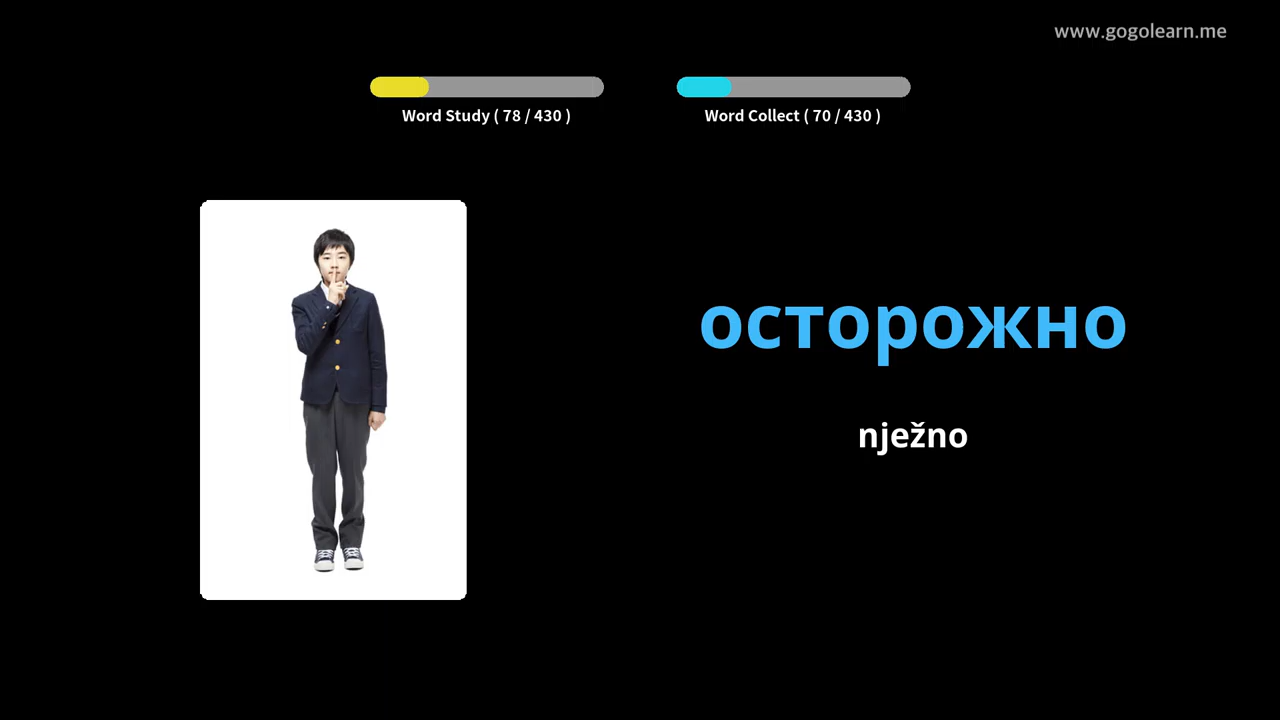 www.gogolearn.me
Word Study ( 78 / 430 )
Word Collect ( 70 / 430 )
осторожно
nježno